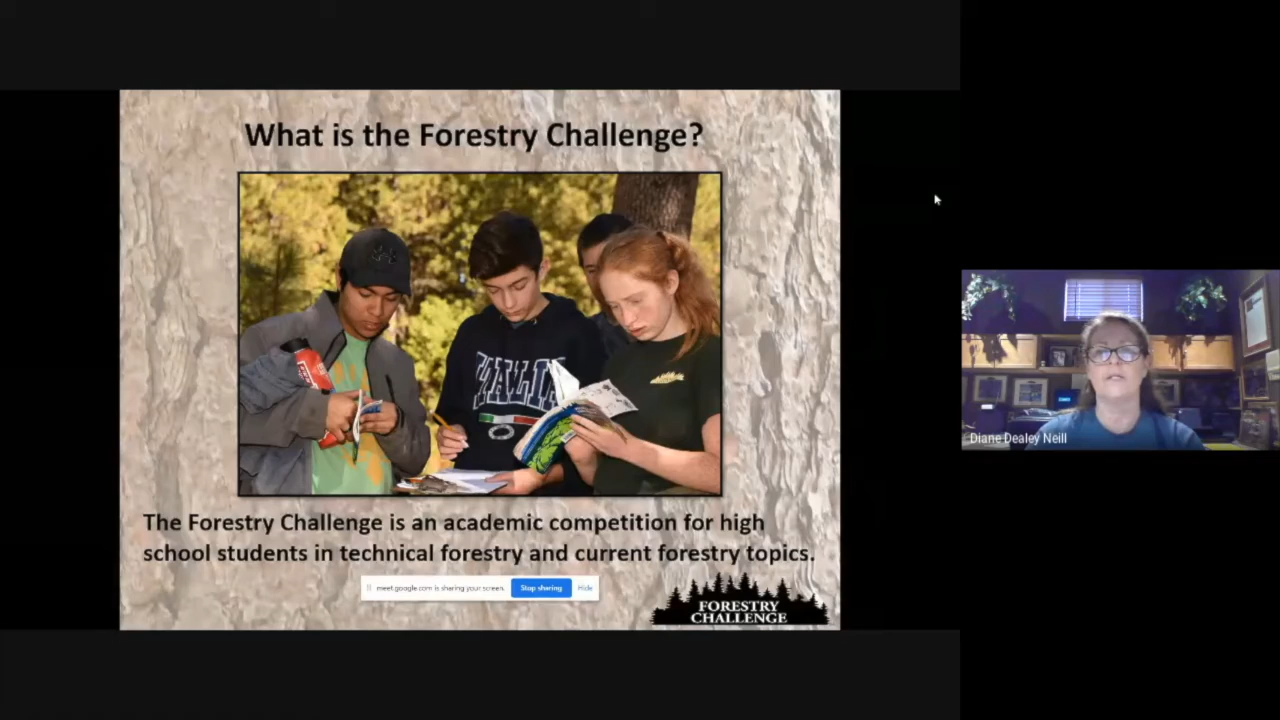 What is the Forestry Challenge?
ITALIA
The Forestry Challenge is an academic competition for high
school students in technical forestry and current forestry topics.
meet.google.com is sharing your screen. Stop sharing Hide
FORESTRY
CHALLENGE
Diane Dealey Neill